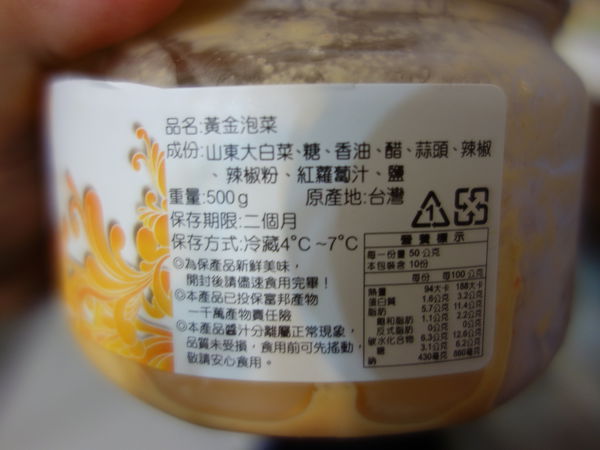 品名:黃金泡菜
成份:山東大白菜、糖、香油、醋、蒜頭、辣椒
、辣椒粉、紅蘿蔔汁、鹽
重量:500g 原產地:台灣
保存期限:二個月
保存方式:冷藏4°C~7°C
◎為保產品新鮮美味，
開封後請儘速食用完畢！
◎本產品已投保富邦產物
一千萬產物責任險
◎本產品醬汁分離屬正常現象，
品質未受損，食用前可先搖動，
敬請安心食用。
1
營養標示
每一份量 50 公克
本包裝含 10份
每份 每100公克
熱量 94大卡 188大卡
蛋白質 1.6公克 3.2公克
脂肪 5.7公克 11.4公克
飽和脂肪 1.1公克 2.2公克
反式脂肪 0公克 0公克
碳水化合物 6.3公克 12.6公克
糖 3.1公克 6.2公克
鈉 430毫克 860毫克